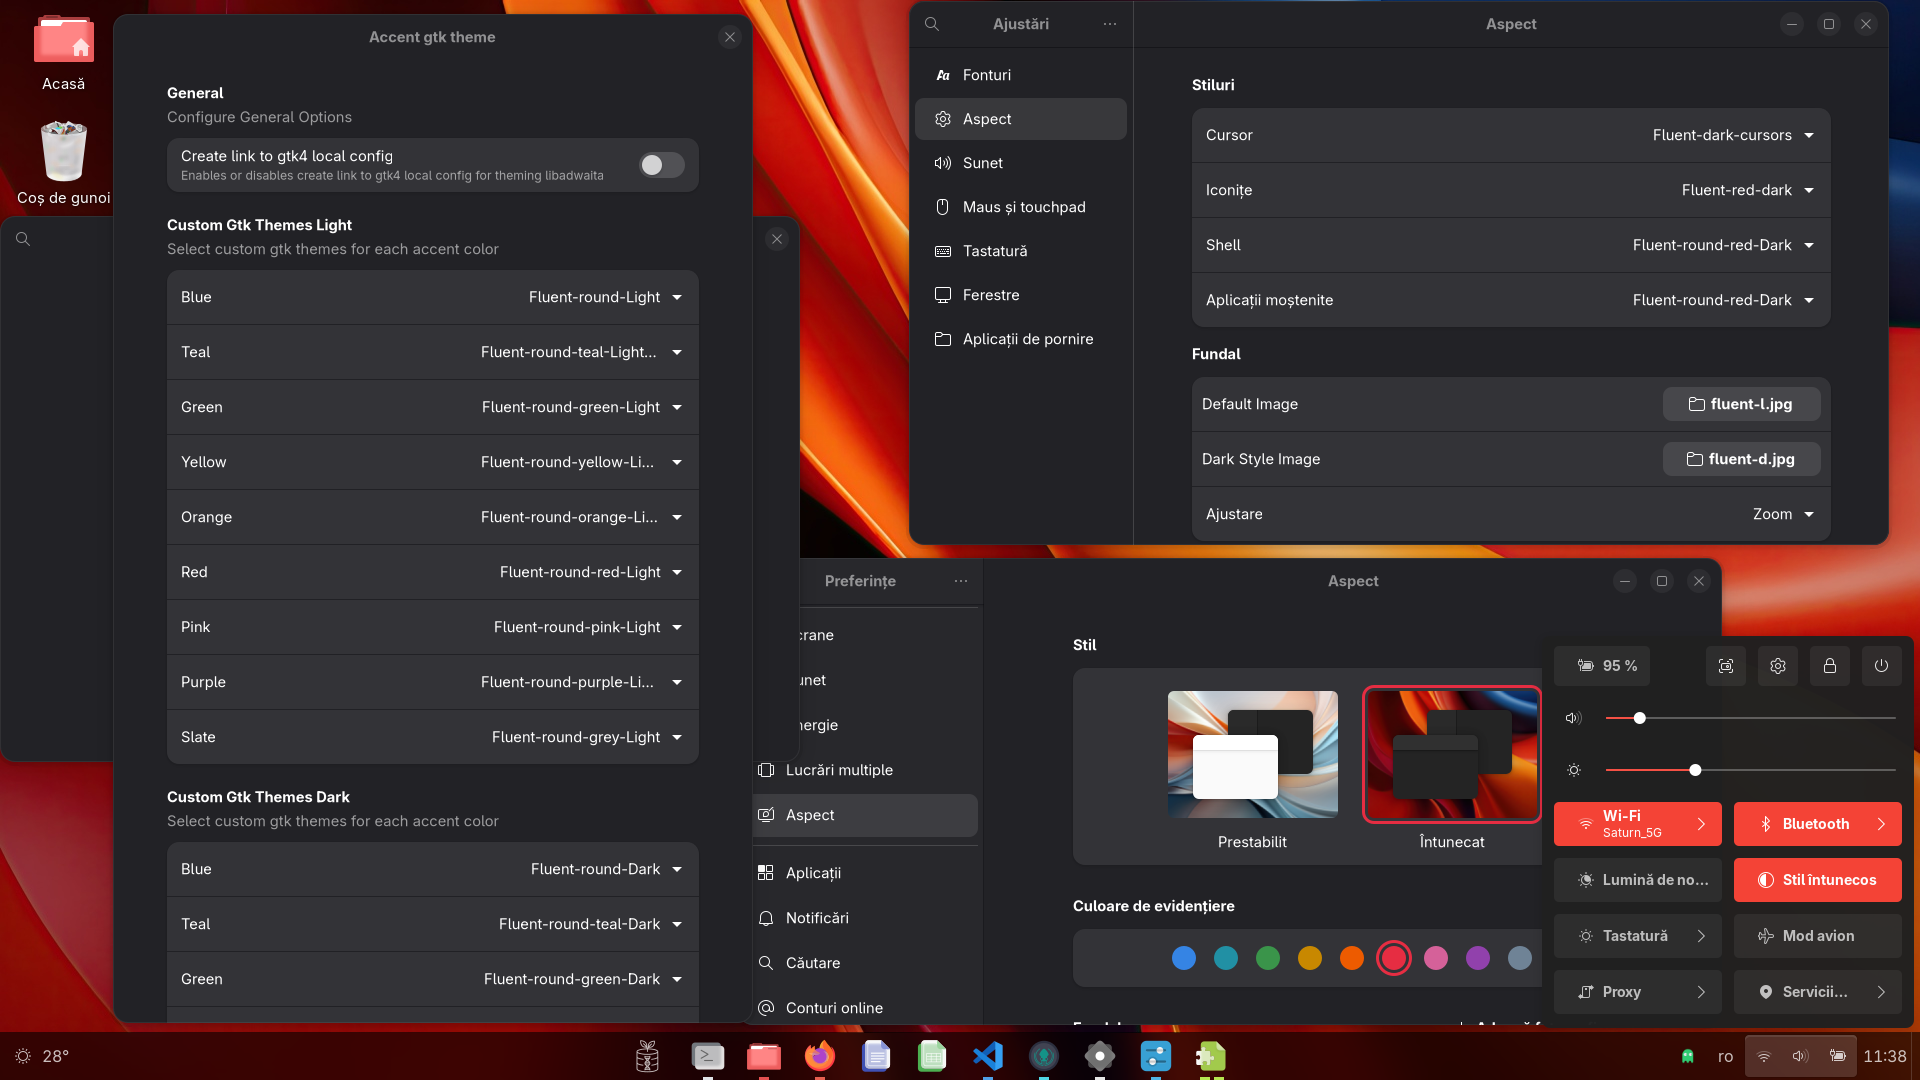 Acasă
Coș de gunoi
Accent gtk theme
General
Configure General Options
Create link to gtk4 local config
Enables or disables create link to gtk4 local config for theming libadwaita
Custom Gtk Themes Light
Select custom gtk themes for each accent color
Blue Fluent-round-Light
Teal Fluent-round-teal-Light...
Green Fluent-round-green-Light
Yellow Fluent-round-yellow-Li...
Orange Fluent-round-orange-Li...
Red Fluent-round-red-Light
Pink Fluent-round-pink-Light
Purple Fluent-round-purple-Li...
Slate Fluent-round-grey-Light
Custom Gtk Themes Dark
Select custom gtk themes for each accent color
Blue Fluent-round-Dark
Teal Fluent-round-teal-Dark
Green Fluent-round-green-Dark
Ajustări
Aspect
Aa Fonturi
Aspect
Sunet
Maus și touchpad
Tastatură
Ferestre
Aplicații de pornire
Stiluri
Cursor Fluent-dark-cursors
Iconițe Fluent-red-dark
Shell Fluent-round-red-Dark
Aplicații moștenite Fluent-round-red-Dark
Fundal
Default Image fluent-l.jpg
Dark Style Image fluent-d.jpg
Ajustare Zoom
Preferințe
Aspect
crane
unet
nergie
Lucrări multiple
Aspect
Aplicații
Notificări
Căutare
Conturi online
Stil
Prestabilit
Întunecat
Culoare de evidențiere
95 %
Wi-Fi
Saturn_5G
Bluetooth
Lumină de no...
Stil întunecos
Tastatură
Mod avion
Proxy
Servicii...
28°
ro
11:38